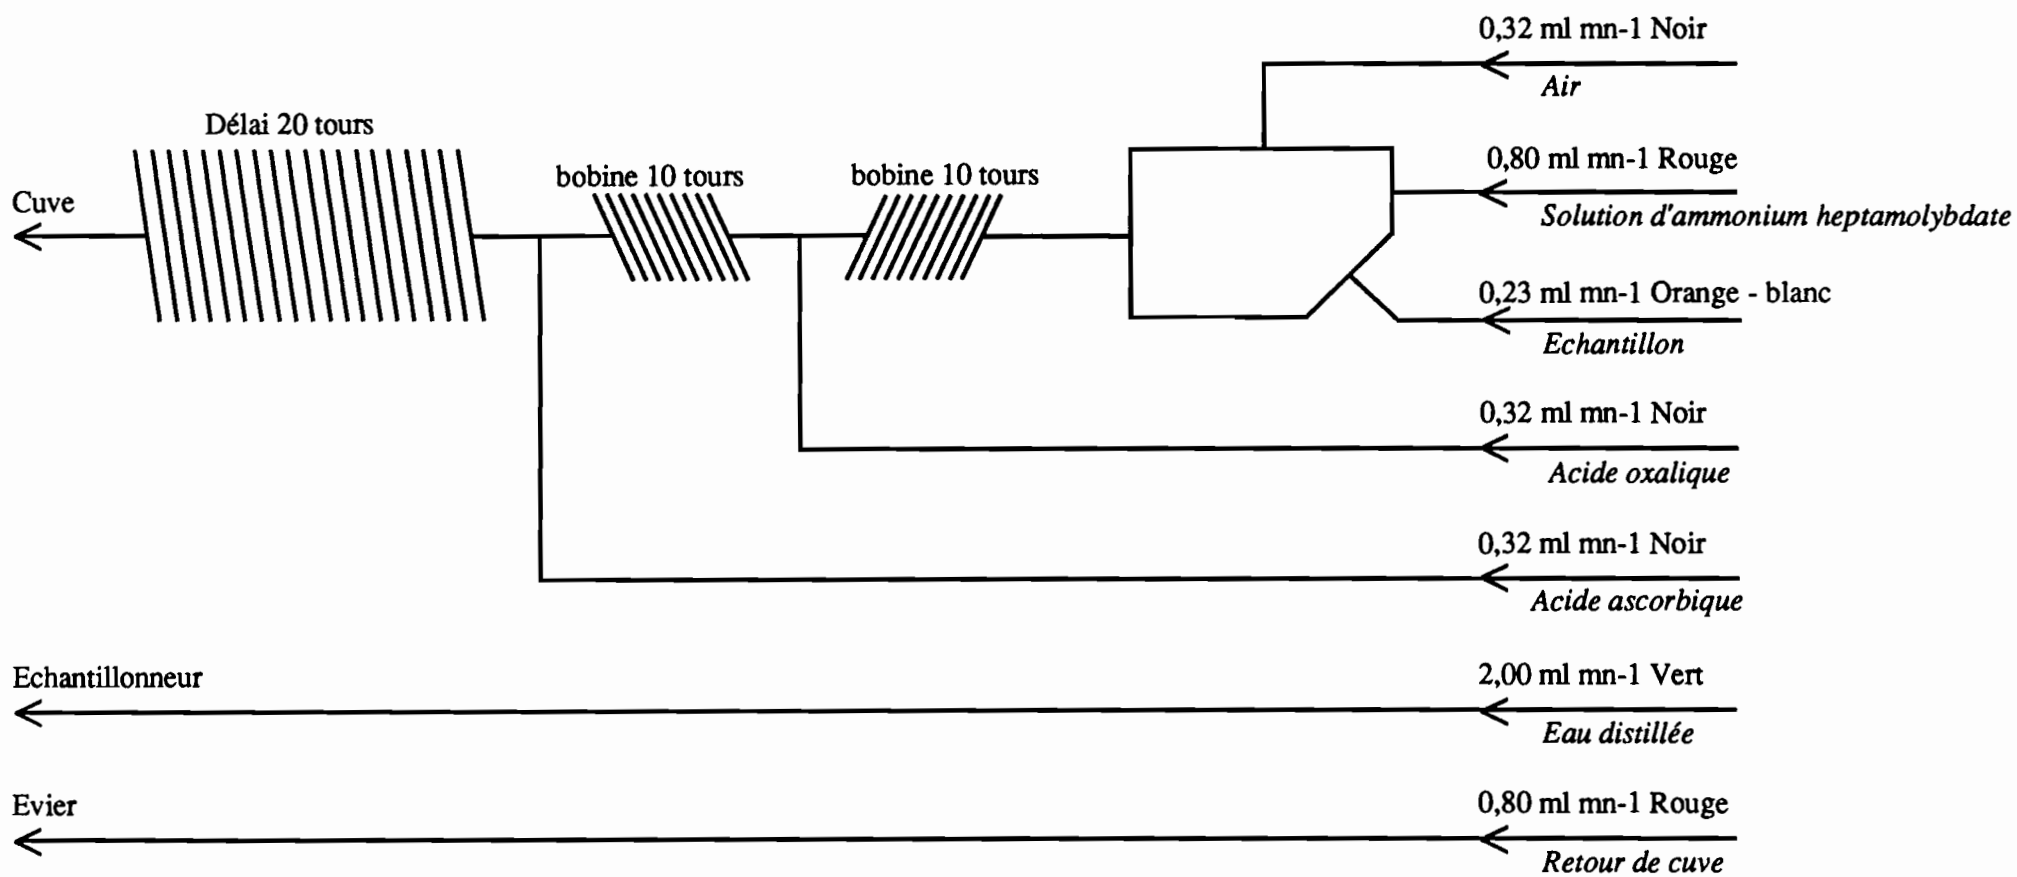 0,32 ml mn-1 Noir
Air
Délai 20 tours
0,80 ml mn-1 Rouge
bobine 10 tours
bobine 10 tours
Cuve
Solution d'ammonium heptamolybdate
0,23 ml mn-1 Orange - blanc
Echantillon
0,32 ml mn-1 Noir
Acide oxalique
0,32 ml mn-1 Noir
Acide ascorbique
Echantillonneur
2,00 ml mn-1 Vert
Eau distillée
Evier
0,80 ml mn-1 Rouge
Retour de cuve